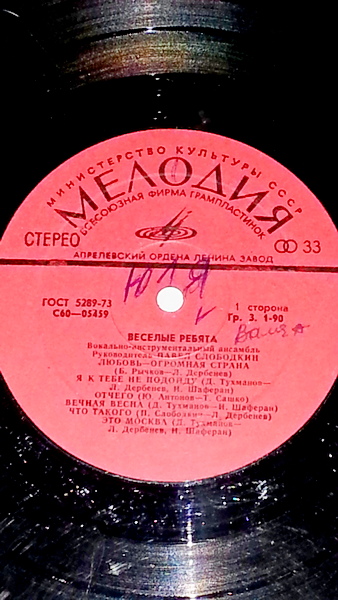 МИНИСТЕРСТВО КУЛЬТУРЫ СССР
МЕЛОДИЯ
ВСЕСОЮЗНАЯ ФИРМА ГРАМПЛАСТИНОК
СТЕРЕО
33
АПРЕЛЕВСКИЙ ОРДЕНА ЛЕНИНА ЗАВОД
ЮЛЯ
ГОСТ 5289-73
С60—05459
1 сторона
Гр. 3. 1-90
Валя
ВЕСЕЛЫЕ РЕБЯТА
Вокально-инструментальный ансамбль
Руководитель ПАВЕЛ СЛОБОДКИН
ЛЮБОВЬ—ОГРОМНАЯ СТРАНА
(Б. Рычков—Л. Дербенев)
Я К ТЕБЕ НЕ ПОДОЙДУ (Д. Тухманов—
Л. Дербенев, И. Шаферан)
ОТЧЕГО (Ю. Антонов—Т. Сашко)
ВЕЧНАЯ ВЕСНА (Д. Тухманов—И. Шаферан)
ЧТО ТАКОГО (П. Слободкин—Л. Дербенев)
ЭТО МОСКВА (Д. Тухманов—
Л. Дербенев, И. Шаферан)